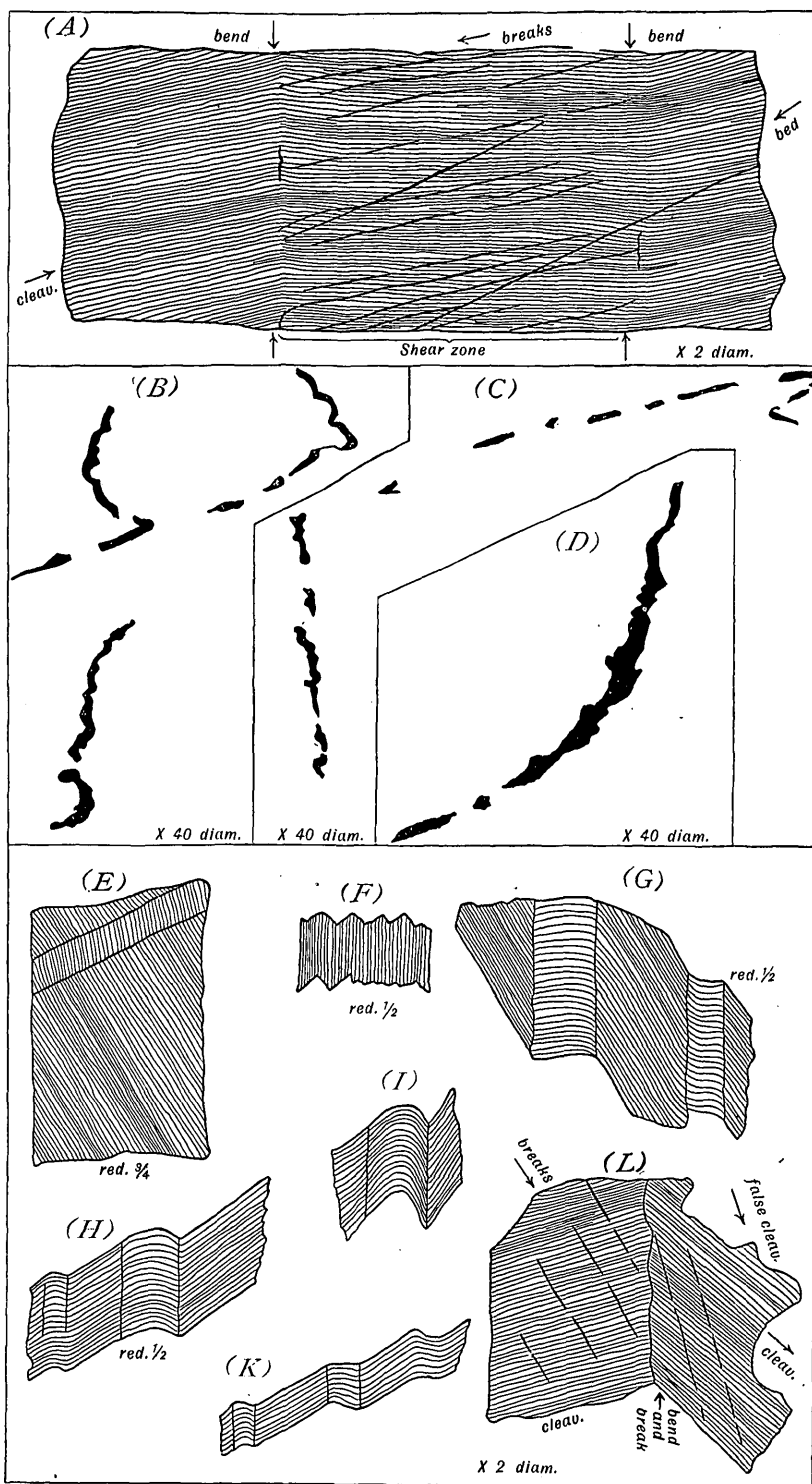 (A)
bend
breaks
bend
bed
cleav.
Shear zone
X 2 diam.
(B)
(C)
(D)
X 40 diam.
X 40 diam.
X 40 diam.
(E)
(F)
(G)
red. 1/2
red. 1/2
(I)
red. 3/4
breaks
(L)
false cleav.
(H)
red. 1/2
cleav.
(K)
cleav.
bend
and
break
X 2 diam.